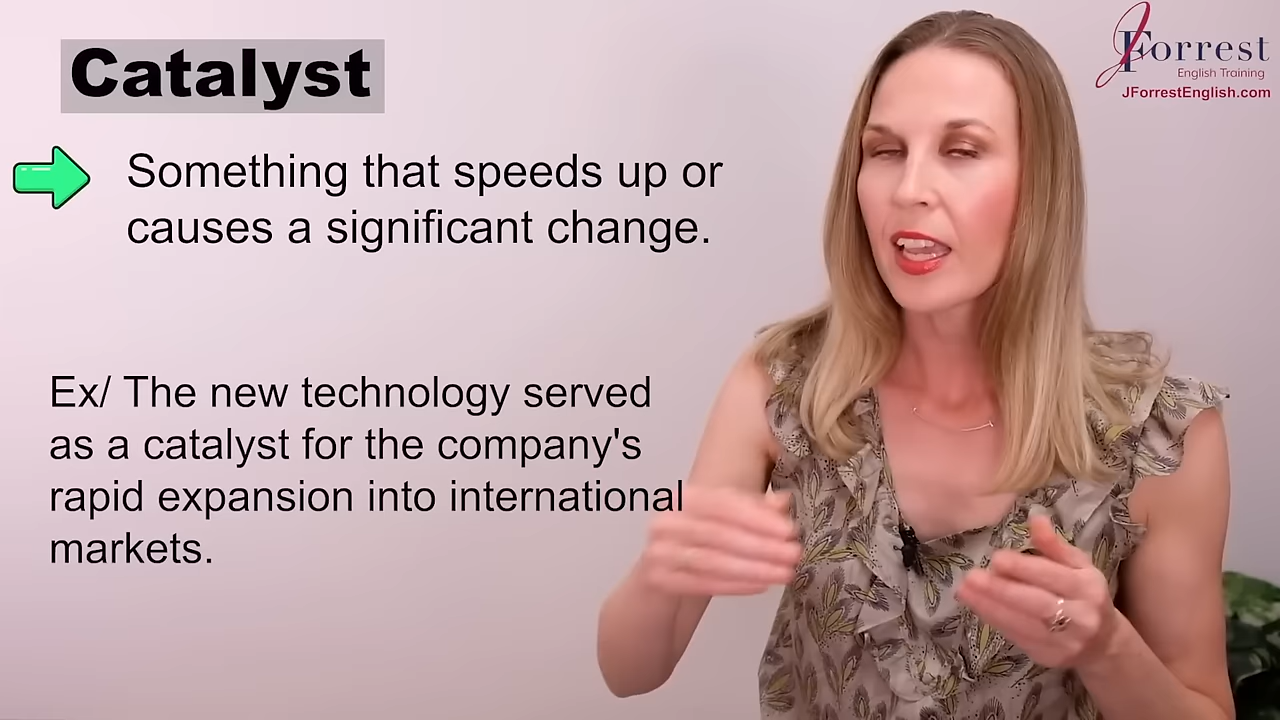 Catalyst
Something that speeds up or
causes a significant change.
Ex/ The new technology served
as a catalyst for the company's
rapid expansion into international
markets.
JForrest
English Training
JForrestEnglish.com